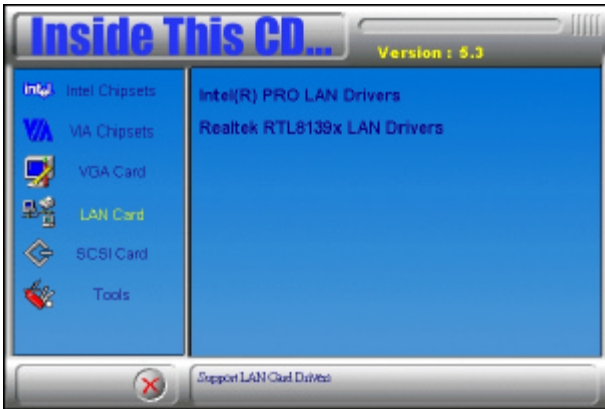 Inside This CD...
Version : 5.3
intel Intel Chipsets
VIA VIA Chipsets
VGA Card
LAN Card
SCSI Card
Tools
Intel(R) PRO LAN Drivers
Realtek RTL8139x LAN Drivers
Support LAN Card Drivers